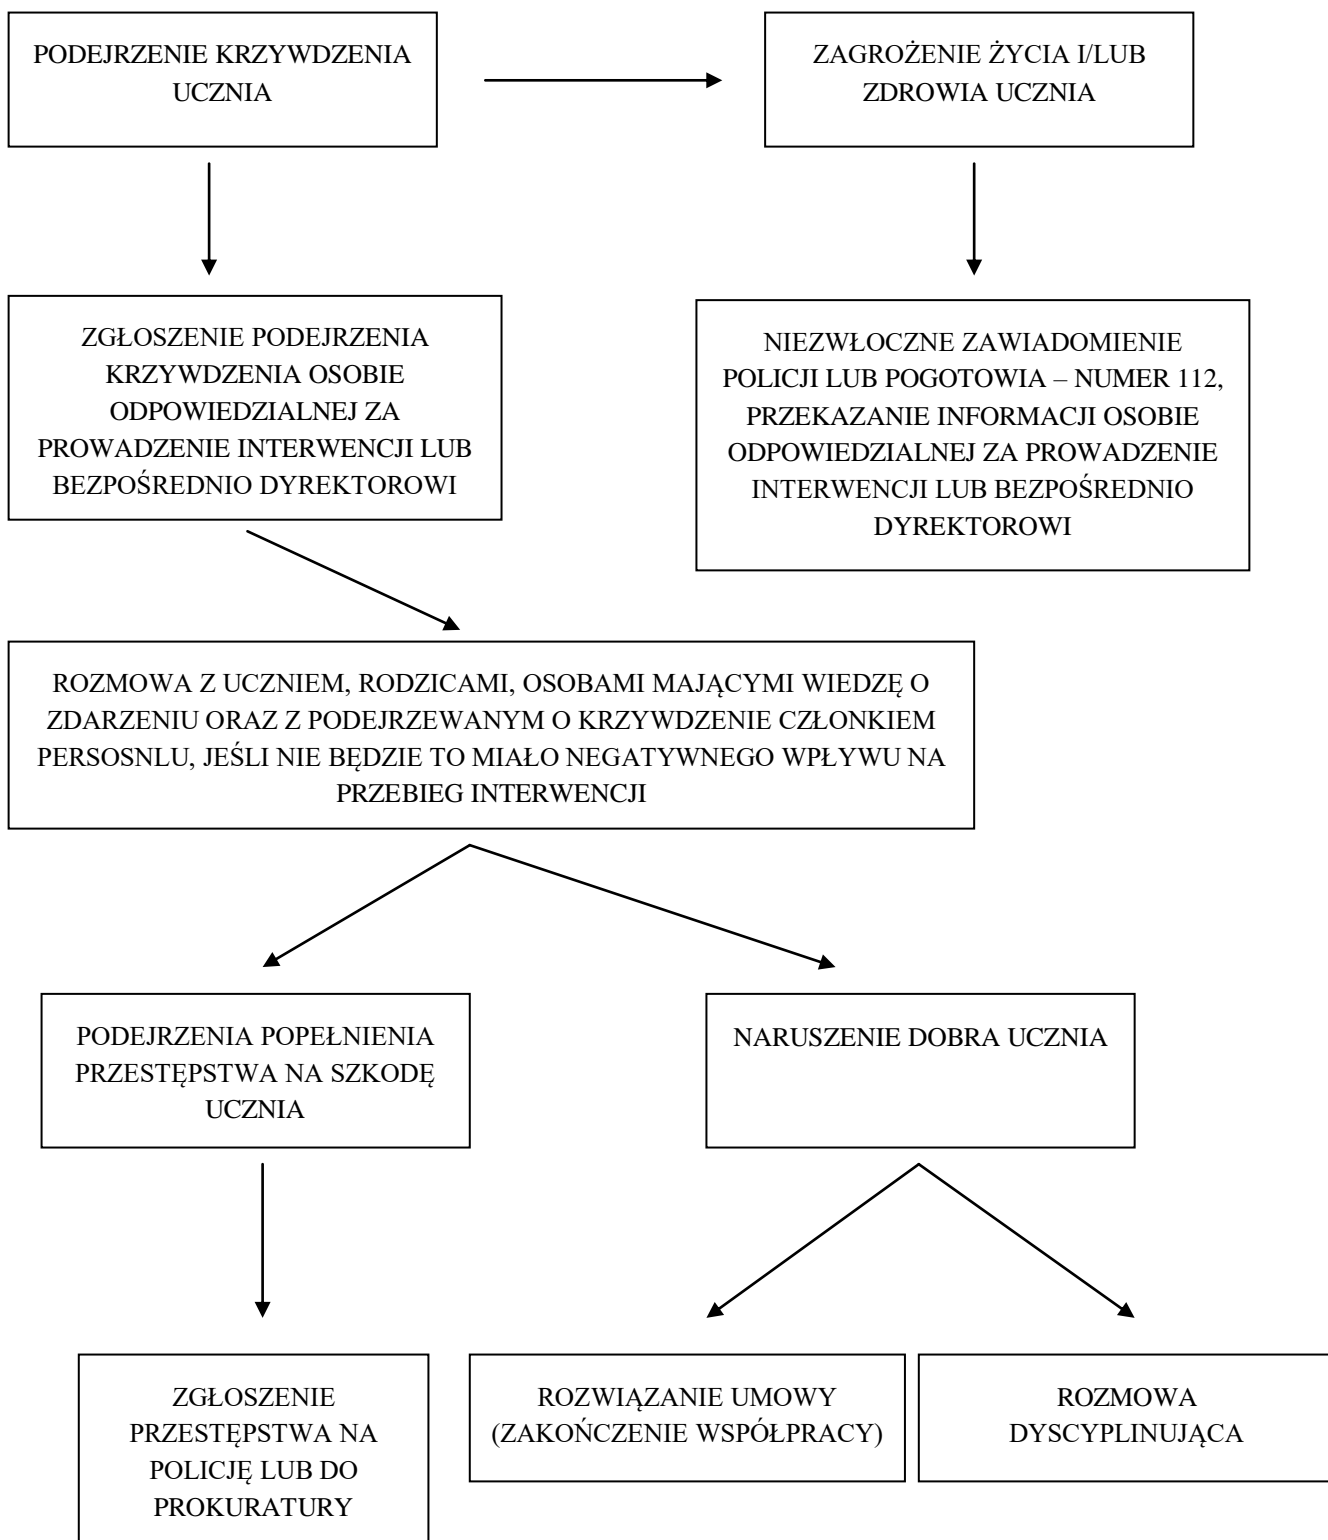 PODEJRZENIE KRZYWDZENIA
UCZNIA
ZAGROŻENIE ŻYCIA I/LUB
ZDROWIA UCZNIA
ZGŁOSZENIE PODEJRZENIA
KRZYWDZENIA OSOBIE
ODPOWIEDZIALNEJ ZA
PROWADZENIE INTERWENCJI LUB
BEZPOŚREDNIO DYREKTOROWI
NIEZWŁOCZNE ZAWIADOMIENIE
POLICJI LUB POGOTOWIA – NUMER 112,
PRZEKAZANIE INFORMACJI OSOBIE
ODPOWIEDZIALNEJ ZA PROWADZENIE
INTERWENCJI LUB BEZPOŚREDNIO
DYREKTOROWI
ROZMOWA Z UCZNIEM, RODZICAMI, OSOBAMI MAJĄCYMI WIEDZĘ O
ZDARZENIU ORAZ Z PODEJRZEWANYM O KRZYWDZENIE CZŁONKIEM
PERSOSNLU, JEŚLI NIE BĘDZIE TO MIAŁO NEGATYWNEGO WPŁYWU NA
PRZEBIEG INTERWENCJI
PODEJRZENIA POPEŁNIENIA
PRZESTĘPSTWA NA SZKODĘ
UCZNIA
NARUSZENIE DOBRA UCZNIA
ZGŁOSZENIE
PRZESTĘPSTWA NA
POLICJĘ LUB DO
PROKURATURY
ROZWIĄZANIE UMOWY
(ZAKOŃCZENIE WSPÓŁPRACY)
ROZMOWA
DYSCYPLINUJĄCA